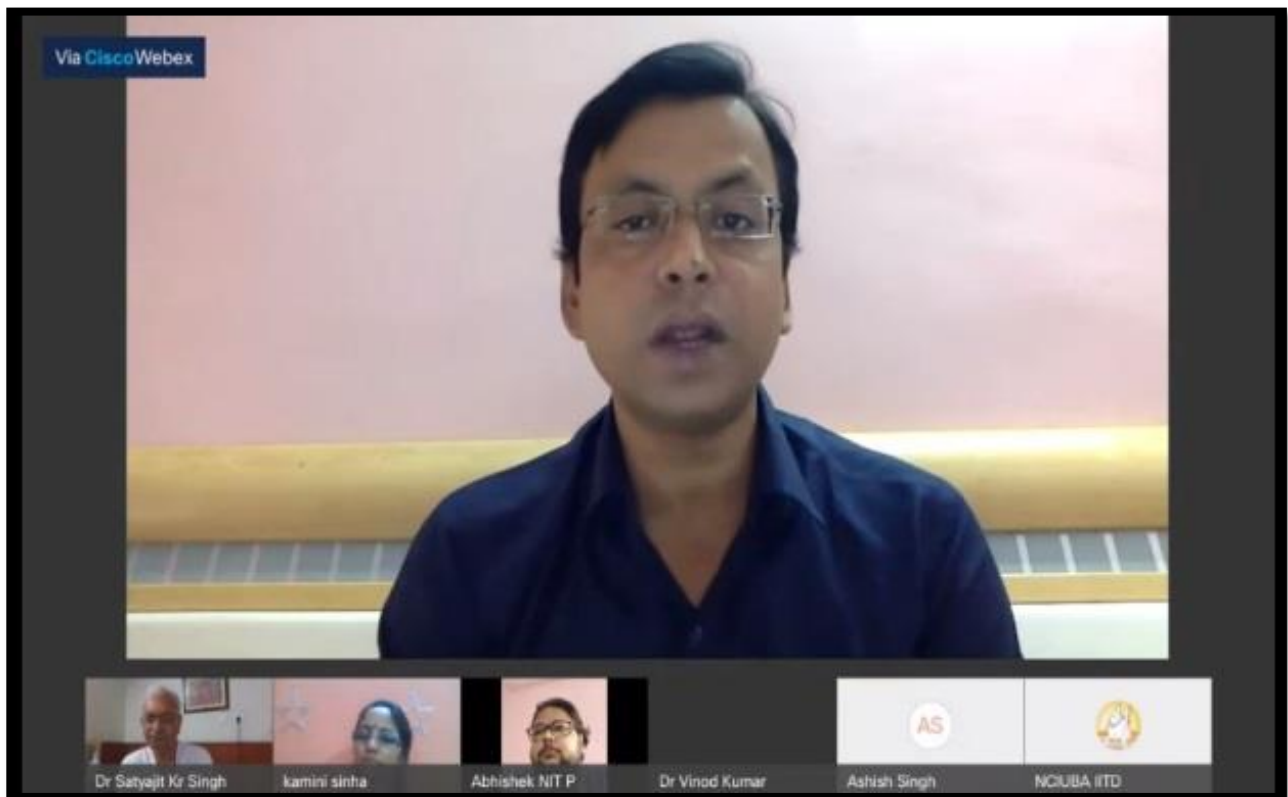 Via Cisco Webex
AS
Dr Satyajit Kr Singh
kamini sinha
Abhishek NIT P
Dr Vinod Kumar
Ashish Singh
NCIUBA IITD